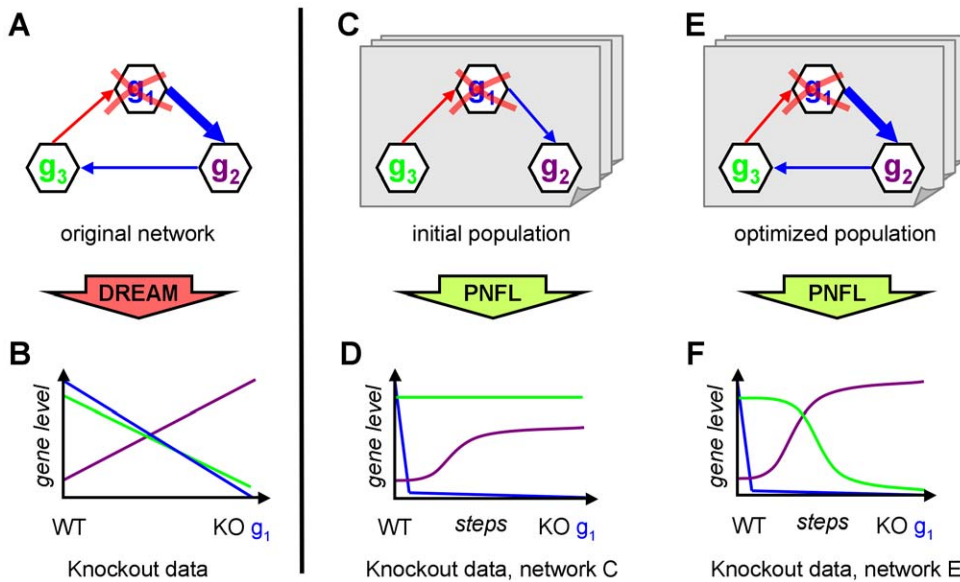 A
g1
g3
g2
original network
DREAM
B
gene level
WT
KO g1
Knockout data
C
g1
g3
g2
initial population
PNFL
D
gene level
WT
steps
KO g1
Knockout data, network C
E
g1
g3
g2
optimized population
PNFL
F
gene level
WT
steps
KO g1
Knockout data, network E